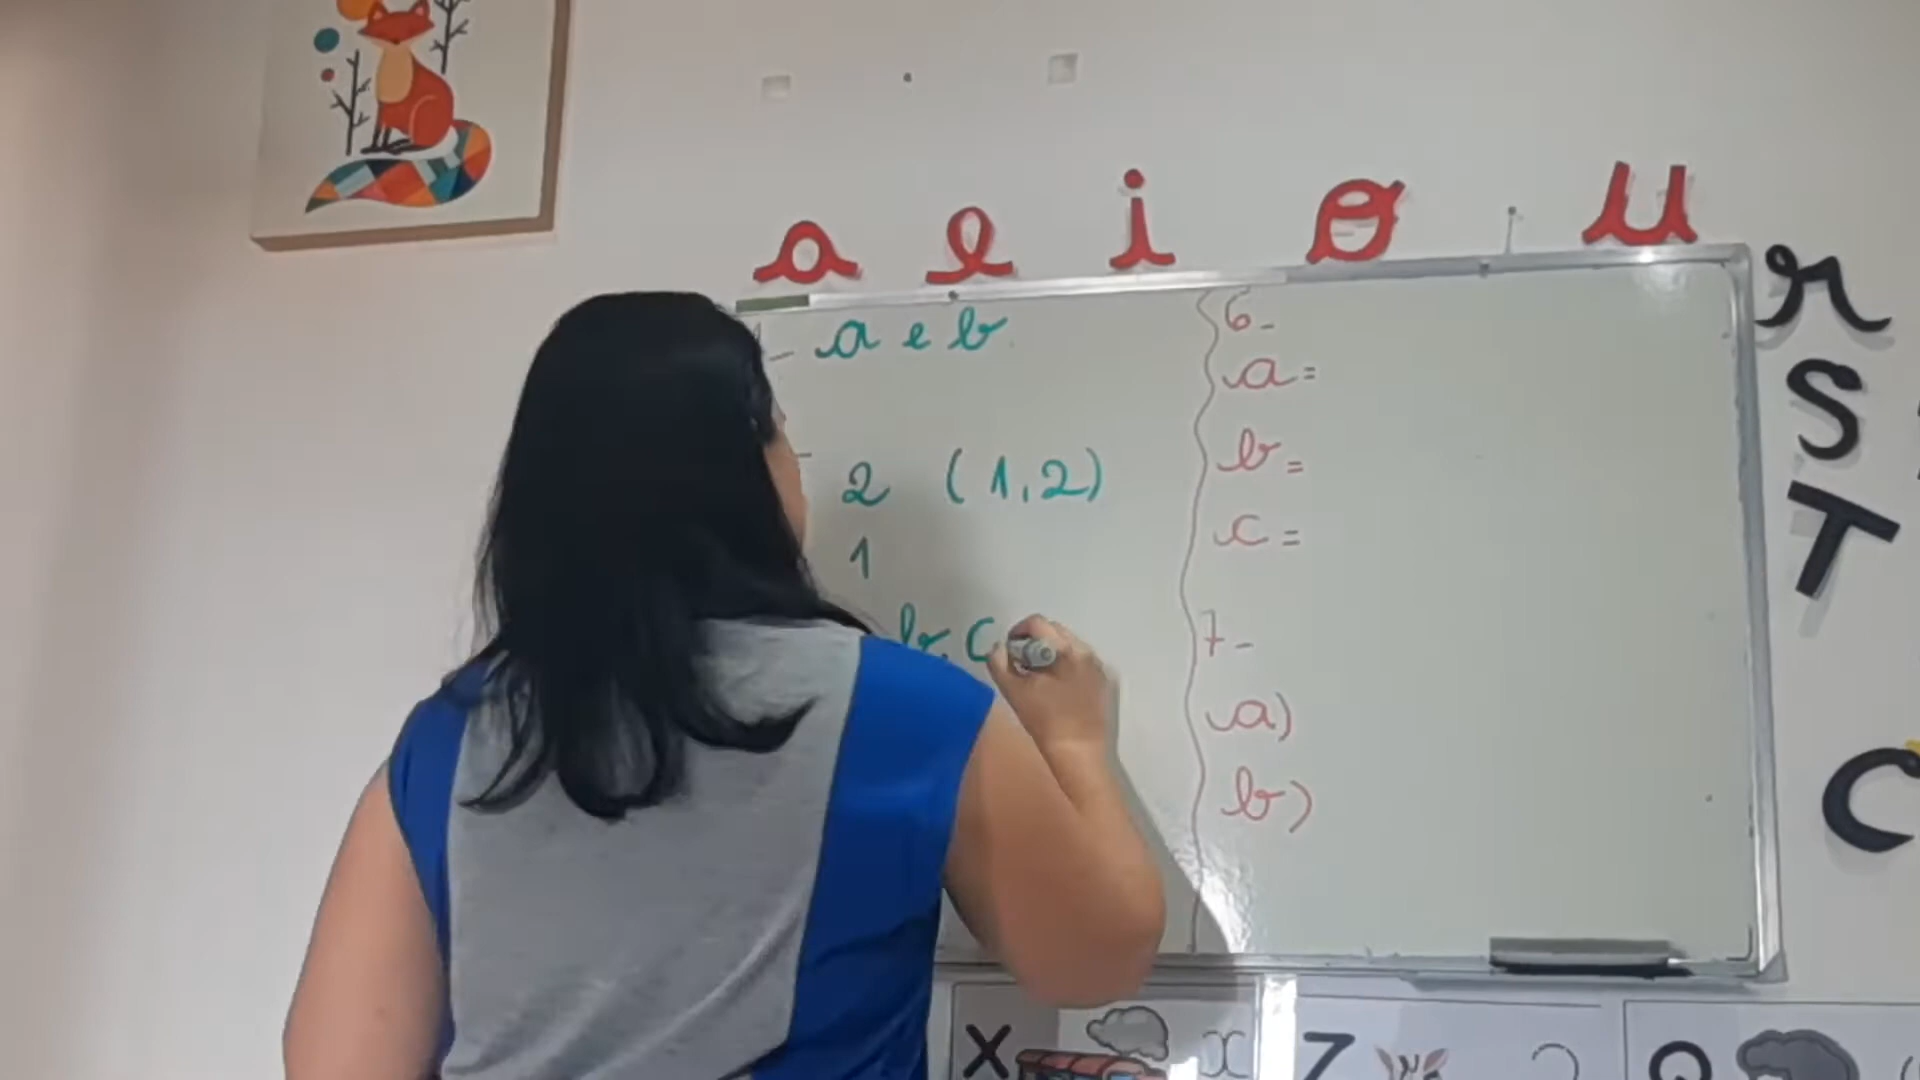 a e i o u
r
S
T
C
- a e b
2 (1,2)
1
b, C
6-
a =
b =
c =
7-
a)
b)
X x
Z